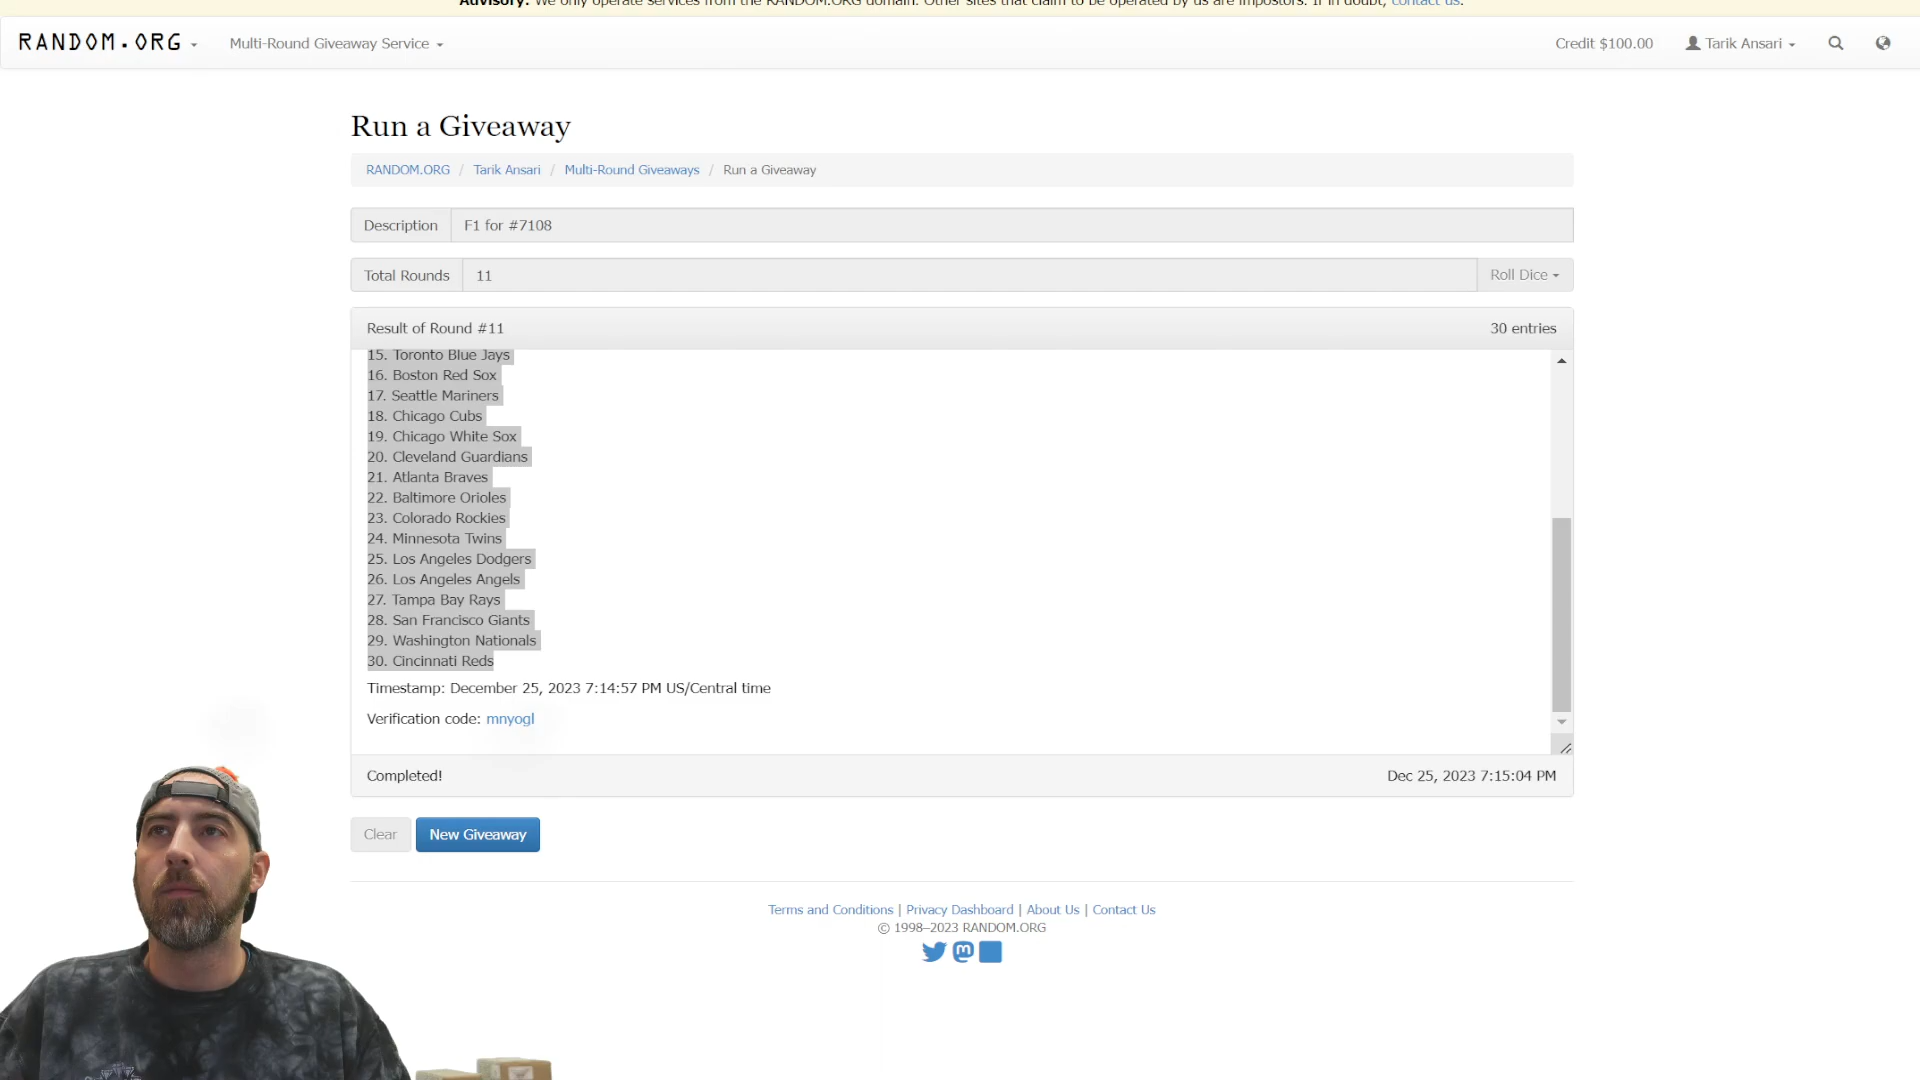 Advisory: We only operate services from the RANDOM.ORG domain. Other sites that claim to be operated by us are impostors. If in doubt, contact us.
RANDOM.ORG
Multi-Round Giveaway Service
Credit $100.00
Tarik Ansari
Run a Giveaway
RANDOM.ORG / Tarik Ansari / Multi-Round Giveaways / Run a Giveaway
Description F1 for #7108
Total Rounds 11 Roll Dice
Result of Round #11 30 entries
15. Toronto Blue Jays
16. Boston Red Sox
17. Seattle Mariners
18. Chicago Cubs
19. Chicago White Sox
20. Cleveland Guardians
21. Atlanta Braves
22. Baltimore Orioles
23. Colorado Rockies
24. Minnesota Twins
25. Los Angeles Dodgers
26. Los Angeles Angels
27. Tampa Bay Rays
28. San Francisco Giants
29. Washington Nationals
30. Cincinnati Reds
Timestamp: December 25, 2023 7:14:57 PM US/Central time
Verification code: mnyogl
Completed! Dec 25, 2023 7:15:04 PM
Clear New Giveaway
Terms and Conditions | Privacy Dashboard | About Us | Contact Us
© 1998–2023 RANDOM.ORG